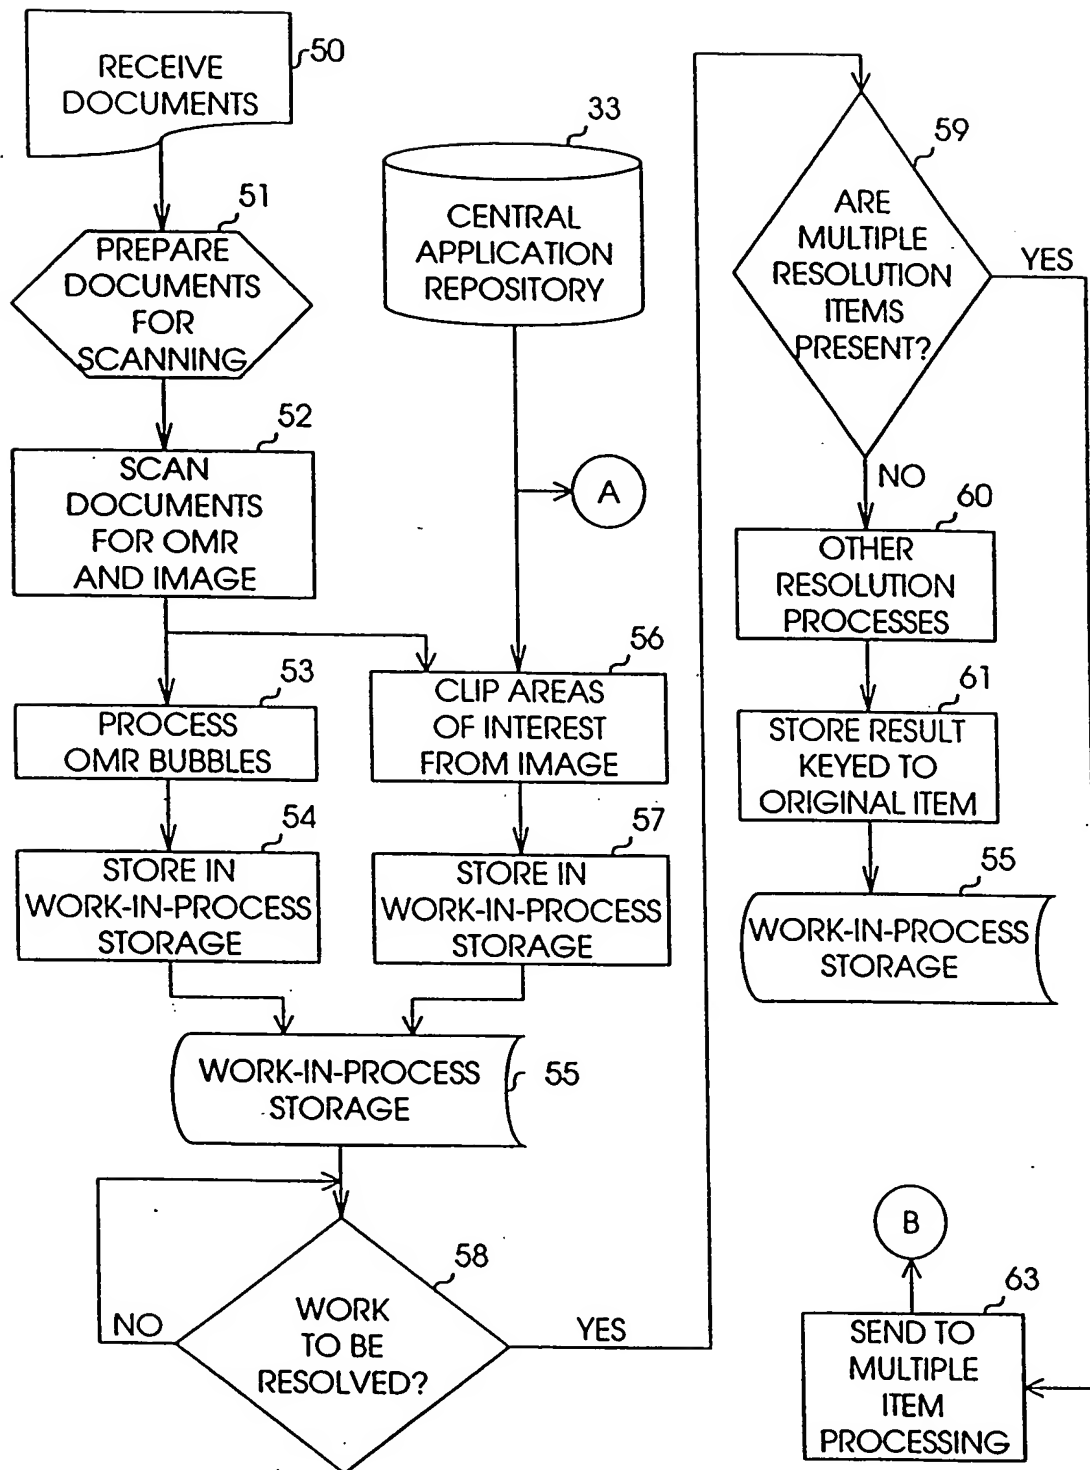 RECEIVE
DOCUMENTS
50
51
PREPARE
DOCUMENTS
FOR
SCANNING
52
SCAN
DOCUMENTS
FOR OMR
AND IMAGE
53
PROCESS
OMR BUBBLES
54
STORE IN
WORK-IN-PROCESS
STORAGE
33
CENTRAL
APPLICATION
REPOSITORY
A
56
CLIP AREAS
OF INTEREST
FROM IMAGE
57
STORE IN
WORK-IN-PROCESS
STORAGE
WORK-IN-PROCESS
STORAGE
55
58
WORK
TO BE
RESOLVED?
NO
YES
59
ARE
MULTIPLE
RESOLUTION
ITEMS
PRESENT?
YES
NO
60
OTHER
RESOLUTION
PROCESSES
61
STORE RESULT
KEYED TO
ORIGINAL ITEM
55
WORK-IN-PROCESS
STORAGE
B
63
SEND TO
MULTIPLE
ITEM
PROCESSING